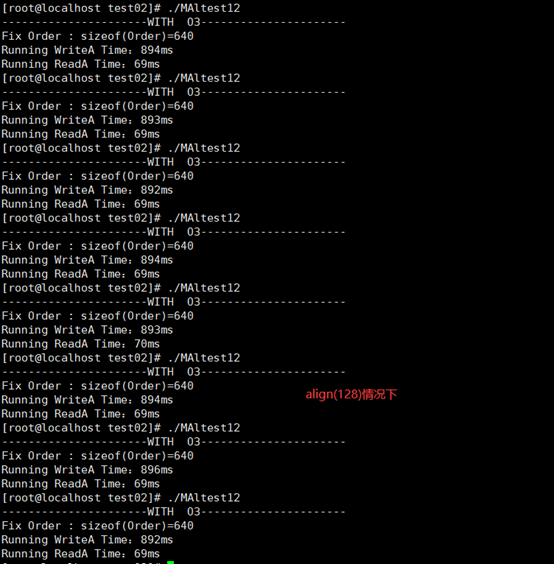 [root@localhost test02]# ./MAltest12
----------------------WITH  O3----------------------
Fix Order : sizeof(Order)=640
Running WriteA Time：894ms
Running ReadA Time：69ms
[root@localhost test02]# ./MAltest12
----------------------WITH  O3----------------------
Fix Order : sizeof(Order)=640
Running WriteA Time：893ms
Running ReadA Time：69ms
[root@localhost test02]# ./MAltest12
----------------------WITH  O3----------------------
Fix Order : sizeof(Order)=640
Running WriteA Time：892ms
Running ReadA Time：69ms
[root@localhost test02]# ./MAltest12
----------------------WITH  O3----------------------
Fix Order : sizeof(Order)=640
Running WriteA Time：894ms
Running ReadA Time：69ms
[root@localhost test02]# ./MAltest12
----------------------WITH  O3----------------------
Fix Order : sizeof(Order)=640
Running WriteA Time：893ms
Running ReadA Time：70ms
[root@localhost test02]# ./MAltest12
----------------------WITH  O3----------------------
Fix Order : sizeof(Order)=640
align(128)情况下
Running WriteA Time：894ms
Running ReadA Time：69ms
[root@localhost test02]# ./MAltest12
----------------------WITH  O3----------------------
Fix Order : sizeof(Order)=640
Running WriteA Time：896ms
Running ReadA Time：69ms
[root@localhost test02]# ./MAltest12
----------------------WITH  O3----------------------
Fix Order : sizeof(Order)=640
Running WriteA Time：892ms
Running ReadA Time：69ms